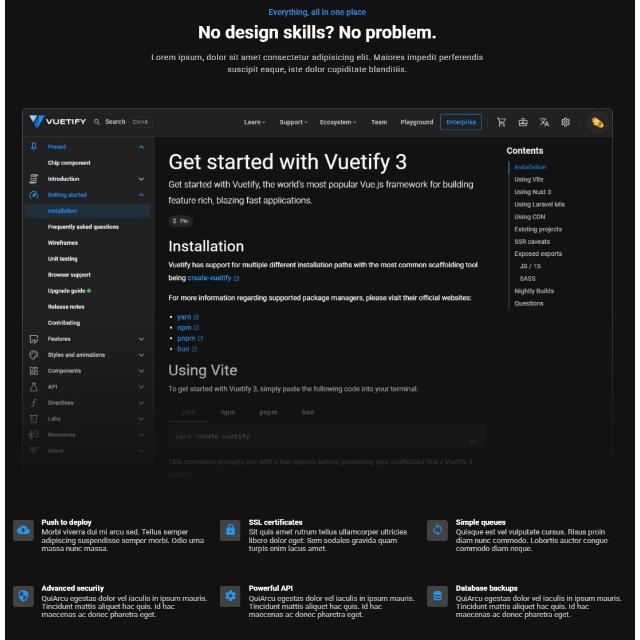 Everything, all in one place
No design skills? No problem.
Lorem ipsum, dolor sit amet consectetur adipisicing elit. Maiores impedit perferendis
suscipit eaque, iste dolor cupiditate blanditiis.
VUETIFY Search Ctrl+K Learn Support Ecosystem Team Playground Enterprise
Pinned
Chip component
Introduction
Getting started
Installation
Frequently asked questions
Wireframes
Unit testing
Browser support
Upgrade guide
Release notes
Contributing
Features
Styles and animations
Components
API
Directives
Labs
Resources
About
Get started with Vuetify 3
Get started with Vuetify, the world's most popular Vue.js framework for building
feature rich, blazing fast applications.
Pin
Installation
Vuetify has support for multiple different installation paths with the most common scaffolding tool
being create-vuetify
For more information regarding supported package managers, please visit their official websites:
• yarn
• npm
• pnpm
• bun
Using Vite
To get started with Vuetify 3, simply paste the following code into your terminal:
yarn npm pnpm bun
yarn create vuetify
This command prompts you with a few options before generating your scaffolded Vue / Vuetify 3
project.
Contents
Installation
Using Vite
Using Nuxt 3
Using Laravel Mix
Using CDN
Existing projects
SSR caveats
Exposed exports
JS / TS
SASS
Nightly Builds
Questions
Push to deploy
Morbi viverra dui mi arcu sed. Tellus semper
adipiscing suspendisse semper morbi. Odio urna
massa nunc massa.
SSL certificates
Sit quis amet rutrum tellus ullamcorper ultricies
libero dolor eget. Sem sodales gravida quam
turpis enim lacus amet.
Simple queues
Quisque est vel vulputate cursus. Risus proin
diam nunc commodo. Lobortis auctor congue
commodo diam neque.
Advanced security
QuiArcu egestas dolor vel iaculis in ipsum mauris.
Tincidunt mattis aliquet hac quis. Id hac
maecenas ac donec pharetra eget.
Powerful API
QuiArcu egestas dolor vel iaculis in ipsum mauris.
Tincidunt mattis aliquet hac quis. Id hac
maecenas ac donec pharetra eget.
Database backups
QuiArcu egestas dolor vel iaculis in ipsum mauris.
Tincidunt mattis aliquet hac quis. Id hac
maecenas ac donec pharetra eget.